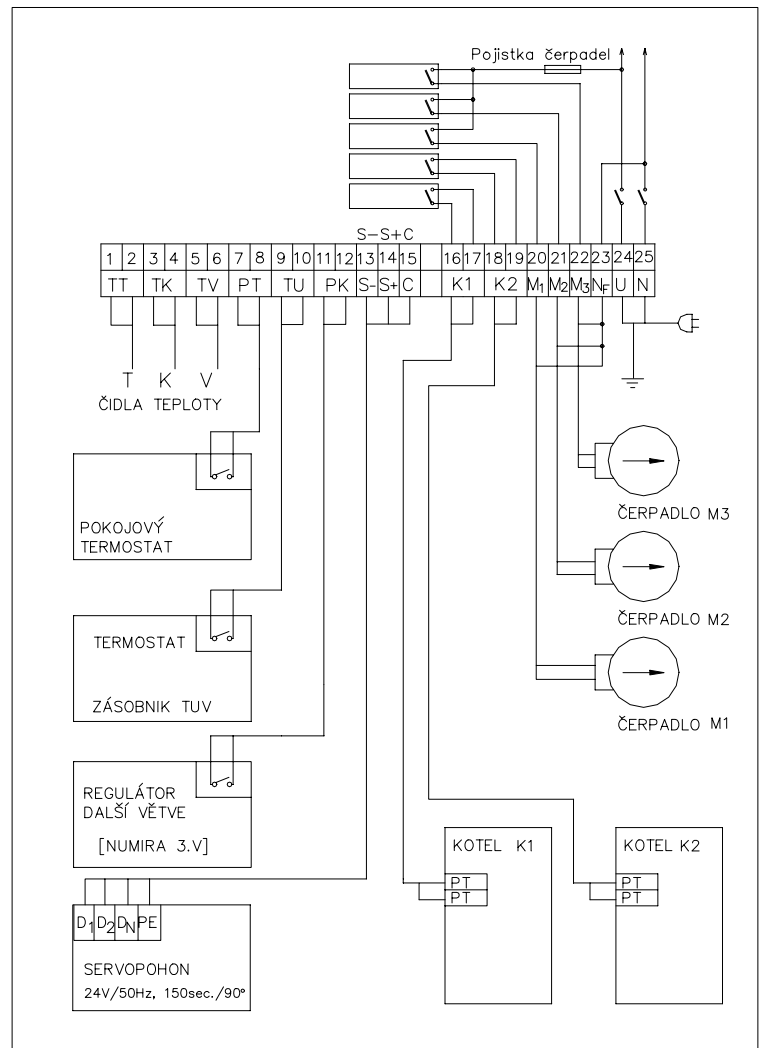 Pojistka čerpadel
S-S+C
1 2 3 4 5 6 7 8 9 10 11 12 13 14 15 16 17 18 19 20 21 22 23 24 25
TT TK TV PT TU PK S- S+ C K1 K2 M1 M2 M3 NF U N
T K V
ČIDLA TEPLOTY
POKOJOVÝ
TERMOSTAT
ČERPADLO M3
ČERPADLO M2
TERMOSTAT
ZÁSOBNIK TUV
ČERPADLO M1
REGULÁTOR
DALŠÍ VĚTVE
[NUMIRA 3.V]
KOTEL K1
PT
PT
KOTEL K2
PT
PT
D1 D2 DN PE
SERVOPOHON
24V/50Hz, 150sec./90°